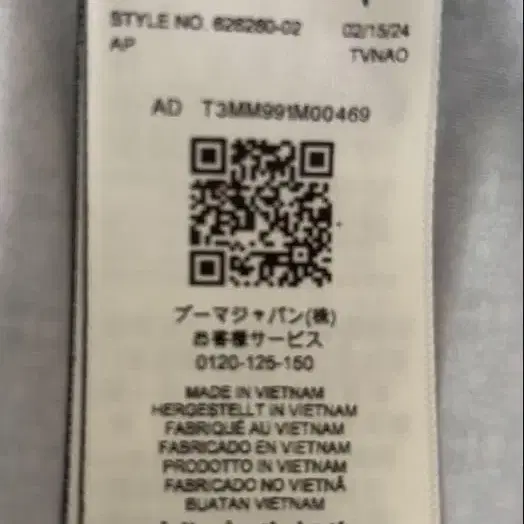 STYLE NO. 626280-02 02/15/24
AP TVNAO
AD T3MM991M00469
プーマジャパン(株)
お客様サービス
0120-125-150
MADE IN VIETNAM
HERGESTELLT IN VIETNAM
FABRIQUÉ AU VIETNAM
FABRICADO EN VIETNAM
PRODOTTO IN VIETNAM
FABRICADO NO VIETNÃ
BUATAN VIETNAM